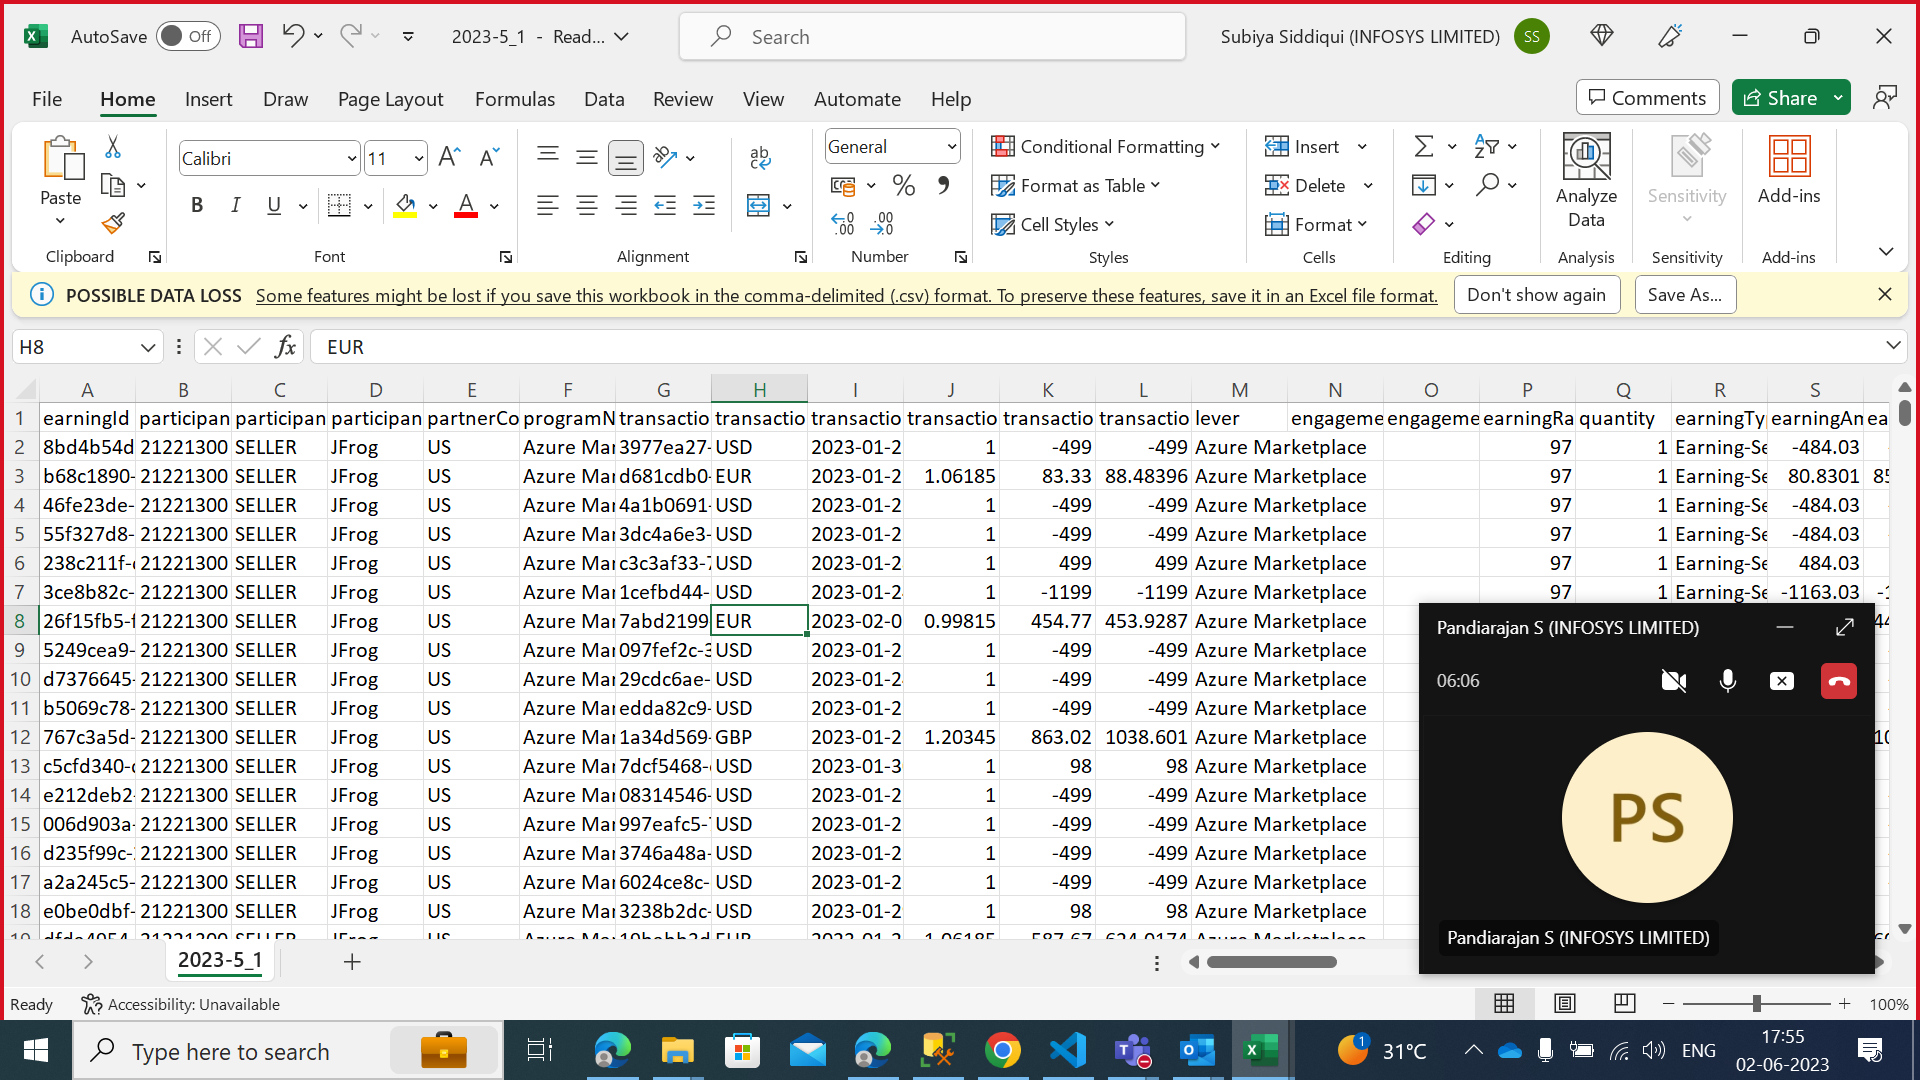 AutoSave Off 2023-5_1 - Read... Search Subiya Siddiqui (INFOSYS LIMITED) SS
File Home Insert Draw Page Layout Formulas Data Review View Automate Help Comments Share
Paste
Calibri 11
General
Conditional Formatting
Format as Table
Cell Styles
Insert
Delete
Format
Analyze Data
Sensitivity
Add-ins
Clipboard Font Alignment Number Styles Cells Editing Analysis Sensitivity Add-ins
POSSIBLE DATA LOSS Some features might be lost if you save this workbook in the comma-delimited (.csv) format. To preserve these features, save it in an Excel file format. Don't show again Save As...
H8 fx EUR
A B C D E F G H I J K L M N O P Q R S
1 earningId participan participan participan partnerCo programN transactio transactio transactio transactio transactio transactio lever engageme engageme earningRa quantity earningTy earningAm ea
2 8bd4b54d 21221300 SELLER JFrog US Azure Mar 3977ea27- USD 2023-01-2 1 -499 -499 Azure Marketplace 97 1 Earning-Se -484.03
3 b68c1890- 21221300 SELLER JFrog US Azure Mar d681cdb0- EUR 2023-01-2 1.06185 83.33 88.48396 Azure Marketplace 97 1 Earning-Se 80.8301 85
4 46fe23de- 21221300 SELLER JFrog US Azure Mar 4a1b0691- USD 2023-01-2 1 -499 -499 Azure Marketplace 97 1 Earning-Se -484.03
5 55f327d8- 21221300 SELLER JFrog US Azure Mar 3dc4a6e3- USD 2023-01-2 1 -499 -499 Azure Marketplace 97 1 Earning-Se -484.03
6 238c211f- 21221300 SELLER JFrog US Azure Mar c3c3af33-7 USD 2023-01-2 1 499 499 Azure Marketplace 97 1 Earning-Se 484.03
7 3ce8b82c- 21221300 SELLER JFrog US Azure Mar 1cefbd44- USD 2023-01-2 1 -1199 -1199 Azure Marketplace 97 1 Earning-Se -1163.03 -1
8 26f15fb5-f 21221300 SELLER JFrog US Azure Mar 7abd2199 EUR 2023-02-0 0.99815 454.77 453.9287 Azure Marketplace
9 5249cea9- 21221300 SELLER JFrog US Azure Mar 097fef2c-3 USD 2023-01-2 1 -499 -499 Azure Marketplace
10 d7376645- 21221300 SELLER JFrog US Azure Mar 29cdc6ae- USD 2023-01-2 1 -499 -499 Azure Marketplace
11 b5069c78- 21221300 SELLER JFrog US Azure Mar edda82c9- USD 2023-01-2 1 -499 -499 Azure Marketplace
12 767c3a5d- 21221300 SELLER JFrog US Azure Mar 1a34d569- GBP 2023-01-2 1.20345 863.02 1038.601 Azure Marketplace
13 c5cfd340- 21221300 SELLER JFrog US Azure Mar 7dcf5468- USD 2023-01-3 1 98 98 Azure Marketplace
14 e212deb2- 21221300 SELLER JFrog US Azure Mar 08314546- USD 2023-01-2 1 -499 -499 Azure Marketplace
15 006d903a- 21221300 SELLER JFrog US Azure Mar 997eafc5- USD 2023-01-2 1 -499 -499 Azure Marketplace
16 d235f99c- 21221300 SELLER JFrog US Azure Mar 3746a48a- USD 2023-01-2 1 -499 -499 Azure Marketplace
17 a2a245c5- 21221300 SELLER JFrog US Azure Mar 6024ce8c- USD 2023-01-2 1 -499 -499 Azure Marketplace
18 e0be0dbf- 21221300 SELLER JFrog US Azure Mar 3238b2dc- USD 2023-01-2 1 98 98 Azure Marketplace
Pandiarajan S (INFOSYS LIMITED)
06:06
PS
Pandiarajan S (INFOSYS LIMITED)
2023-5_1
Ready Accessibility: Unavailable 100%
Type here to search 1 31°C ENG 17:55
02-06-2023